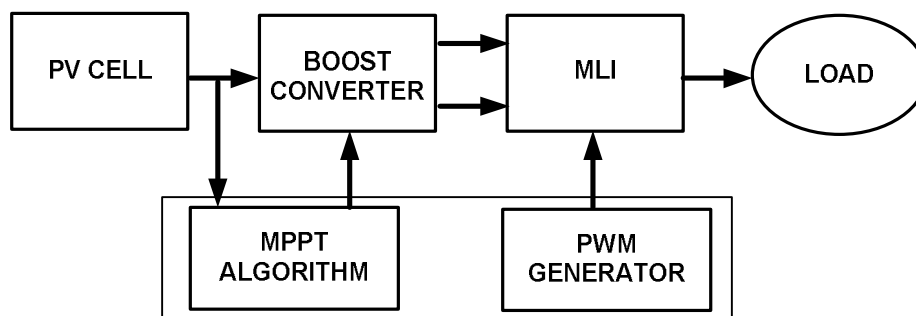 PV CELL
BOOST
CONVERTER
MLI
LOAD
MPPT
ALGORITHM
PWM
GENERATOR